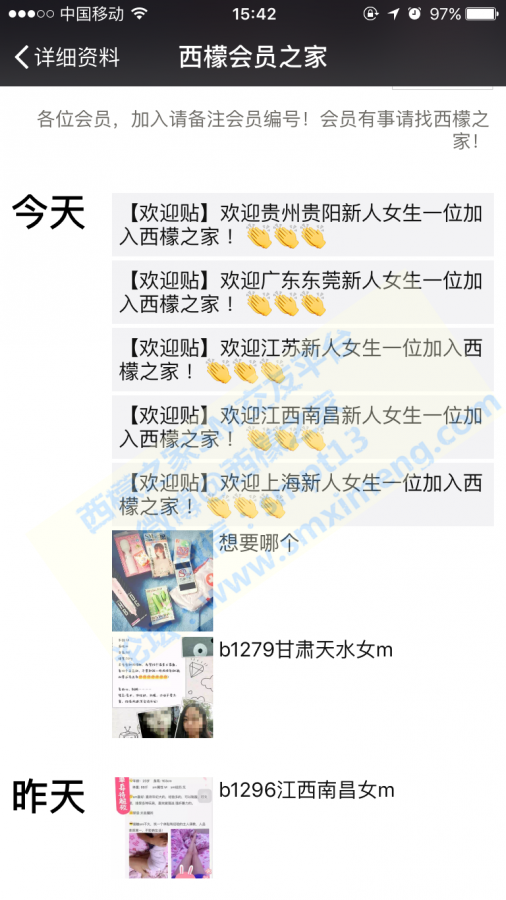 中国移动
15:42
97%
详细资料
西檬会员之家
各位会员，加入请备注会员编号！会员有事请找西檬之
家！
今天
【欢迎贴】欢迎贵州贵阳新人女生一位加
入西檬之家！👏👏👏
【欢迎贴】欢迎广东东莞新人女生一位加
入西檬之家！👏👏👏
【欢迎贴】欢迎江苏新人女生一位加入西
檬之家！👏👏👏
【欢迎贴】欢迎江西南昌新人女生一位加
入西檬之家！👏👏👏
【欢迎贴】欢迎上海新人女生一位加入西
檬之家！👏👏👏
想要哪个
b1279甘肃天水女m
昨天
b1296江西南昌女m
www.smximeng.com